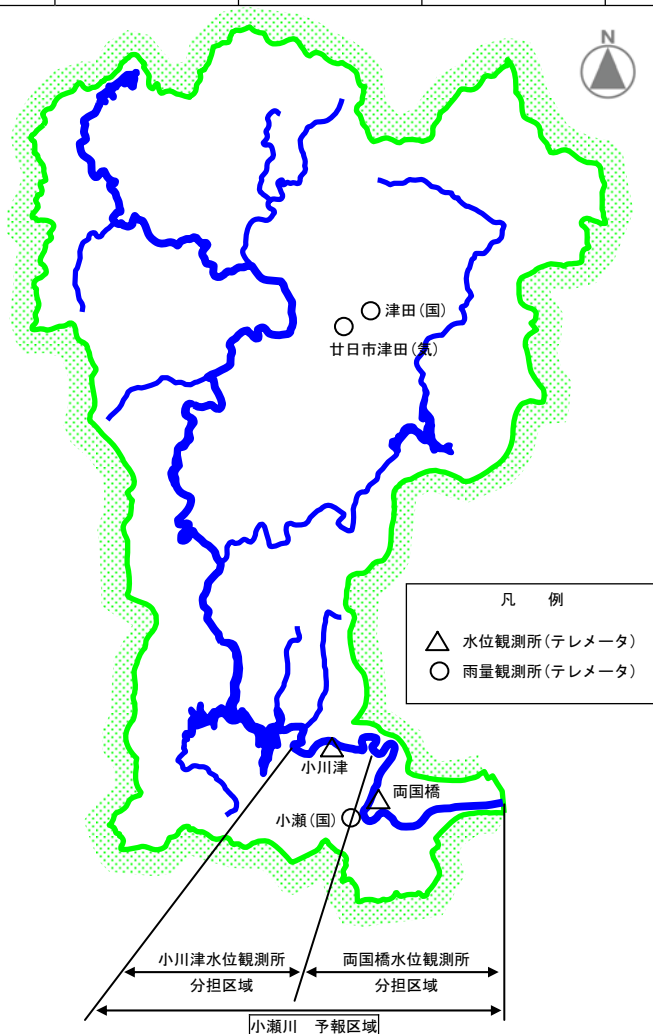 N
津田(国)
廿日市津田(気)
凡 例
水位観測所(テレメータ)
雨量観測所(テレメータ)
小川津
両国橋
小瀬(国)
小川津水位観測所
分担区域
両国橋水位観測所
分担区域
小瀬川 予報区域